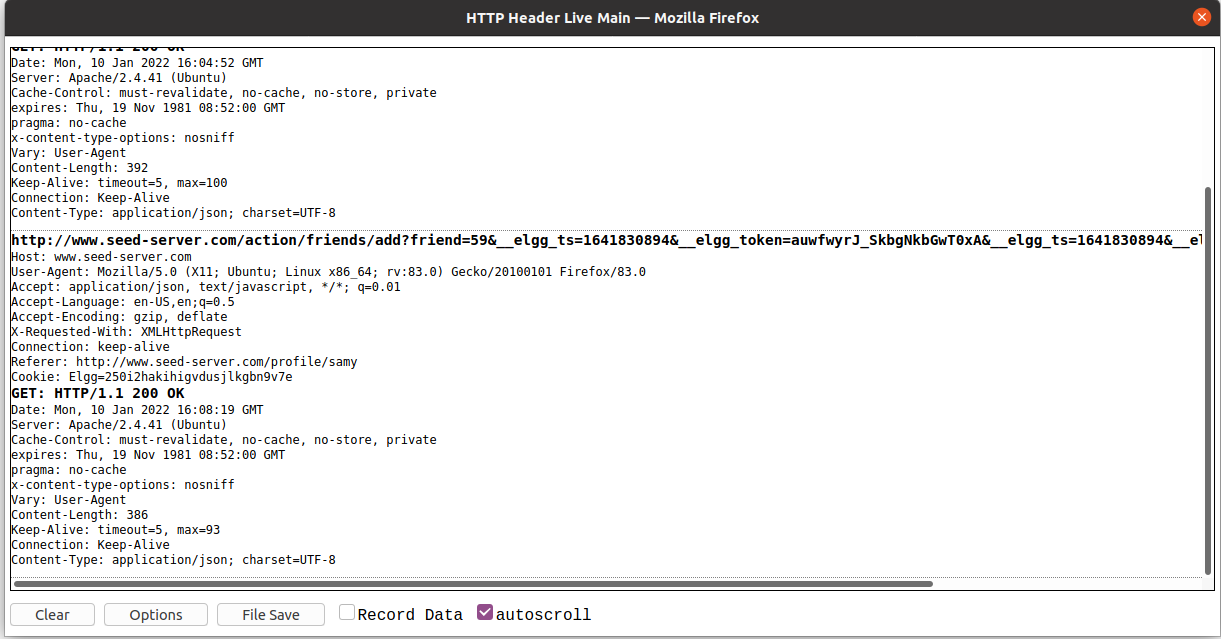 HTTP Header Live Main — Mozilla Firefox
GET: HTTP/1.1 200 OK
Date: Mon, 10 Jan 2022 16:04:52 GMT
Server: Apache/2.4.41 (Ubuntu)
Cache-Control: must-revalidate, no-cache, no-store, private
expires: Thu, 19 Nov 1981 08:52:00 GMT
pragma: no-cache
x-content-type-options: nosniff
Vary: User-Agent
Content-Length: 392
Keep-Alive: timeout=5, max=100
Connection: Keep-Alive
Content-Type: application/json; charset=UTF-8
http://www.seed-server.com/action/friends/add?friend=59&__elgg_ts=1641830894&__elgg_token=auwfwyrJ_SkbgNkbGwT0xA&__elgg_ts=1641830894&__el
Host: www.seed-server.com
User-Agent: Mozilla/5.0 (X11; Ubuntu; Linux x86_64; rv:83.0) Gecko/20100101 Firefox/83.0
Accept: application/json, text/javascript, */*; q=0.01
Accept-Language: en-US,en;q=0.5
Accept-Encoding: gzip, deflate
X-Requested-With: XMLHttpRequest
Connection: keep-alive
Referer: http://www.seed-server.com/profile/samy
Cookie: Elgg=250i2hakihigvdusjlkgbn9v7e
GET: HTTP/1.1 200 OK
Date: Mon, 10 Jan 2022 16:08:19 GMT
Server: Apache/2.4.41 (Ubuntu)
Cache-Control: must-revalidate, no-cache, no-store, private
expires: Thu, 19 Nov 1981 08:52:00 GMT
pragma: no-cache
x-content-type-options: nosniff
Vary: User-Agent
Content-Length: 386
Keep-Alive: timeout=5, max=93
Connection: Keep-Alive
Content-Type: application/json; charset=UTF-8
Clear Options File Save Record Data autoscroll